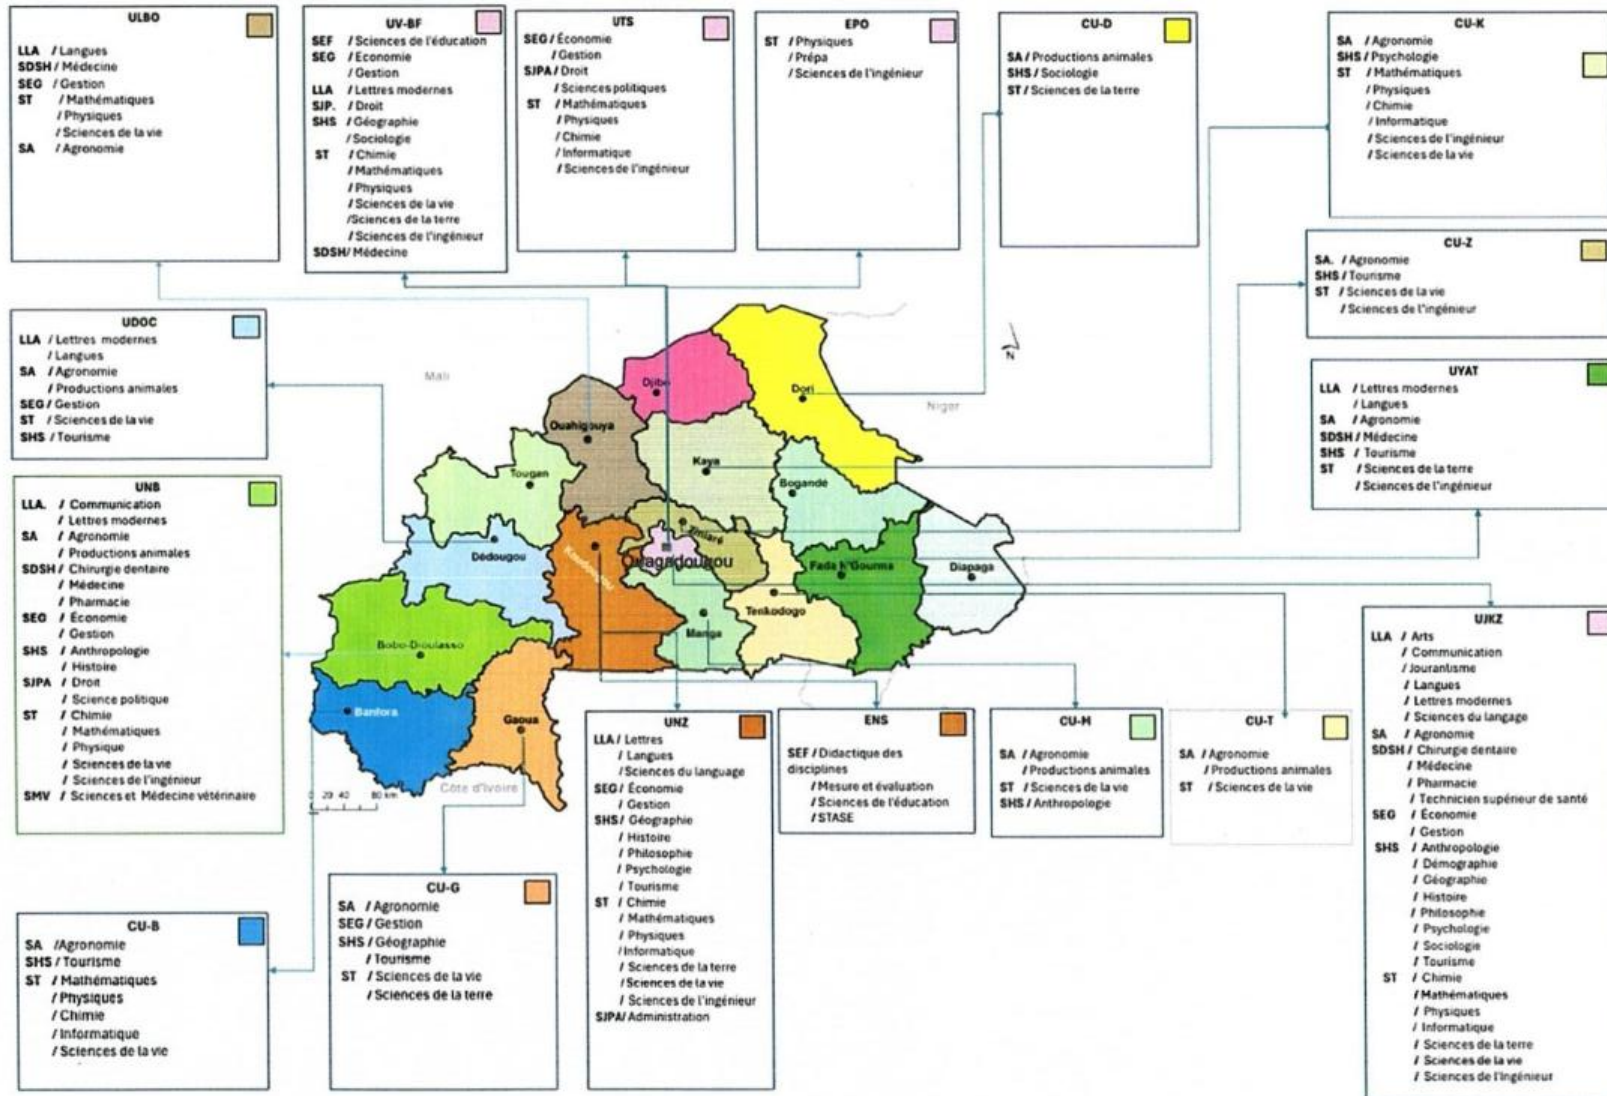 ULBO
LLA / Langues
SDSH / Médecine
SEG / Gestion
ST / Mathématiques
/ Physiques
/ Sciences de la vie
SA / Agronomie
UV-BF
SEF / Sciences de l'éducation
SEG / Economie
/ Gestion
LLA / Lettres modernes
SJP. / Droit
SHS / Géographie
/ Sociologie
ST / Chimie
/ Mathématiques
/ Physiques
/ Sciences de la vie
/Sciences de la terre
/ Sciences de l'ingénieur
SDSH/ Médecine
UTS
SEG / Économie
/ Gestion
SJPA / Droit
/ Sciences politiques
ST / Mathématiques
/ Physiques
/ Chimie
/ Informatique
/ Sciences de l'ingénieur
EPO
ST / Physiques
/ Prépa
/ Sciences de l'ingénieur
CU-D
SA / Productions animales
SHS / Sociologie
ST / Sciences de la terre
CU-K
SA / Agronomie
SHS / Psychologie
ST / Mathématiques
/ Physiques
/ Chimie
/ Informatique
/ Sciences de l'ingénieur
/ Sciences de la vie
CU-Z
SA. / Agronomie
SHS / Tourisme
ST / Sciences de la vie
/ Sciences de l'ingénieur
UDOC
LLA / Lettres modernes
/ Langues
SA / Agronomie
/ Productions animales
SEG / Gestion
ST / Sciences de la vie
SHS / Tourisme
UYAT
LLA / Lettres modernes
/ Langues
SA / Agronomie
SDSH / Médecine
SHS / Tourisme
ST / Sciences de la terre
/ Sciences de l'ingénieur
UNB
LLA. / Communication
/ Lettres modernes
SA / Agronomie
/ Productions animales
SDSH / Chirurgie dentaire
/ Médecine
/ Pharmacie
SEG / Économie
/ Gestion
SHS / Anthropologie
/ Histoire
SJPA / Droit
/ Science politique
ST / Chimie
/ Mathématiques
/ Physique
/ Sciences de la vie
/ Sciences de l'ingénieur
SMV / Sciences et Médecine vétérinaire
Mali
Niger
N
Djibo
Dori
Ouahigouya
Kaya
Tougan
Bogandé
Ziniaré
Dédougou
Koudougou
Ouagadougou
Fada N'Gourma
Diapaga
Tenkodogo
Manga
Bobo-Dioulasso
Banfora
Gaoua
Côte d'Ivoire
0 20 40 80 km
UJKZ
LLA / Arts
/ Communication
/ Jourantisme
/ Langues
/ Lettres modernes
/ Sciences du langage
SA / Agronomie
SDSH / Chirurgie dentaire
/ Médecine
/ Pharmacie
/ Technicien supérieur de santé
SEG / Économie
/ Gestion
SHS / Anthropologie
/ Démographie
/ Géographie
/ Histoire
/ Philosophie
/ Psychologie
/ Sociologie
/ Tourisme
ST / Chimie
/ Mathématiques
/ Physiques
/ Informatique
/ Sciences de la terre
/ Sciences de la vie
/ Sciences de l'Ingénieur
UNZ
LLA / Lettres
/ Langues
/ Sciences du language
SEG / Économie
/ Gestion
SHS / Géographie
/ Histoire
/ Philosophie
/ Psychologie
/ Tourisme
ST / Chimie
/ Mathématiques
/ Physiques
/ Informatique
/ Sciences de la terre
/ Sciences de la vie
/ Sciences de l'ingénieur
SJPA/ Administration
ENS
SEF / Didactique des
disciplines
/ Mesure et évaluation
/ Sciences de l'éducation
/ STASE
CU-M
SA / Agronomie
/ Productions animales
ST / Sciences de la vie
SHS / Anthropologie
CU-T
SA / Agronomie
/ Productions animales
ST / Sciences de la vie
CU-G
SA / Agronomie
SEG / Gestion
SHS / Géographie
/ Tourisme
ST / Sciences de la vie
/ Sciences de la terre
CU-B
SA /Agronomie
SHS / Tourisme
ST / Mathématiques
/ Physiques
/ Chimie
/ Informatique
/ Sciences de la vie